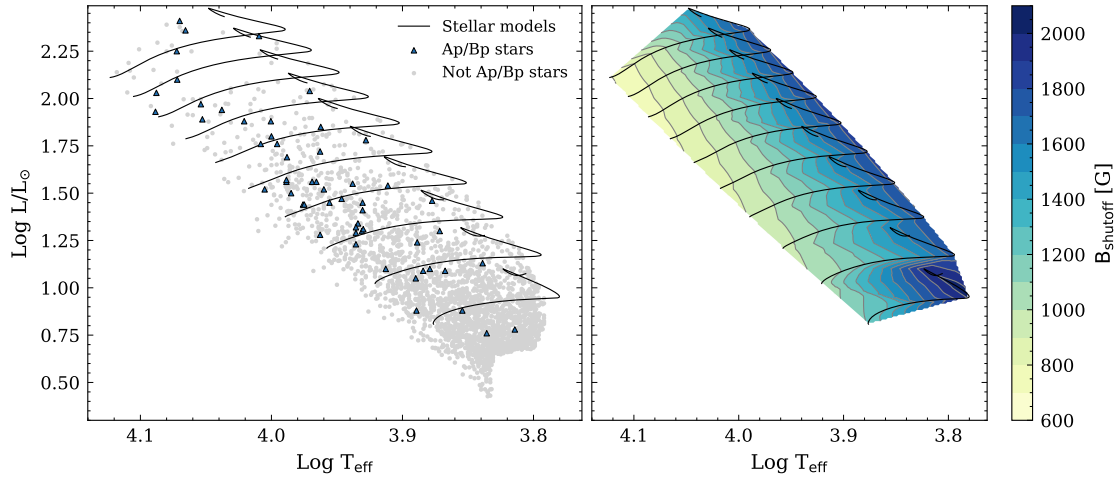 Stellar models
Ap/Bp stars
Not Ap/Bp stars
2.25
2.00
1.75
1.50
1.25
1.00
0.75
0.50
Log L/L⊙
4.1 4.0 3.9 3.8
Log Teff
4.1 4.0 3.9 3.8
Log Teff
2000
1800
1600
1400
1200
1000
800
600
Bshutoff [G]